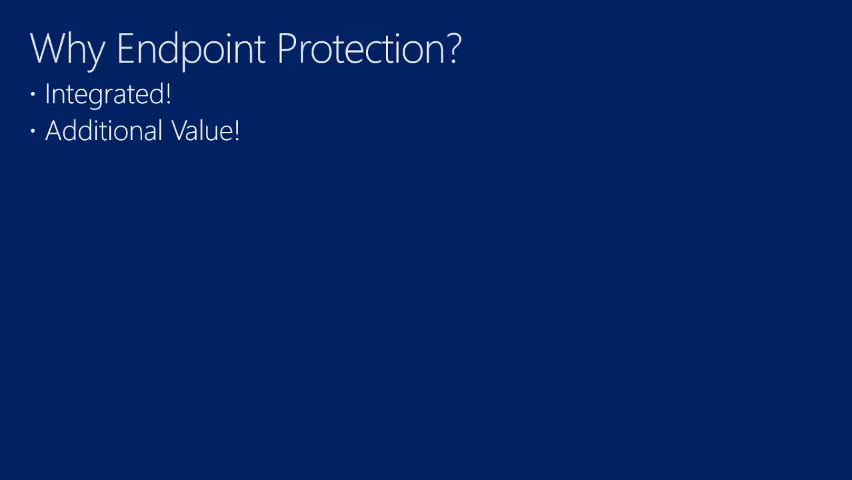 Why Endpoint Protection?
• Integrated!
• Additional Value!